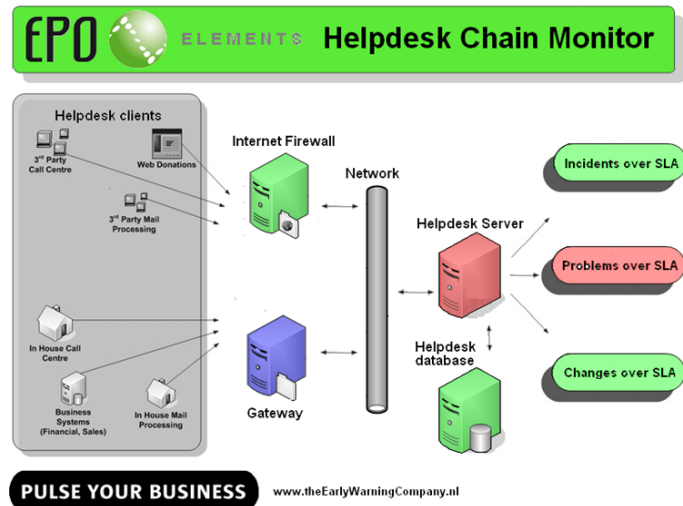 EPO ELEMENTS Helpdesk Chain Monitor
Helpdesk clients
3rd Party
Call Centre
Web Donations
3rd Party Mail
Processing
In House Call
Centre
Business
Systems
(Financial, Sales)
In House Mail
Processing
Internet Firewall
Gateway
Network
Helpdesk Server
Helpdesk
database
Incidents over SLA
Problems over SLA
Changes over SLA
PULSE YOUR BUSINESS
www.theEarlyWarningCompany.nl